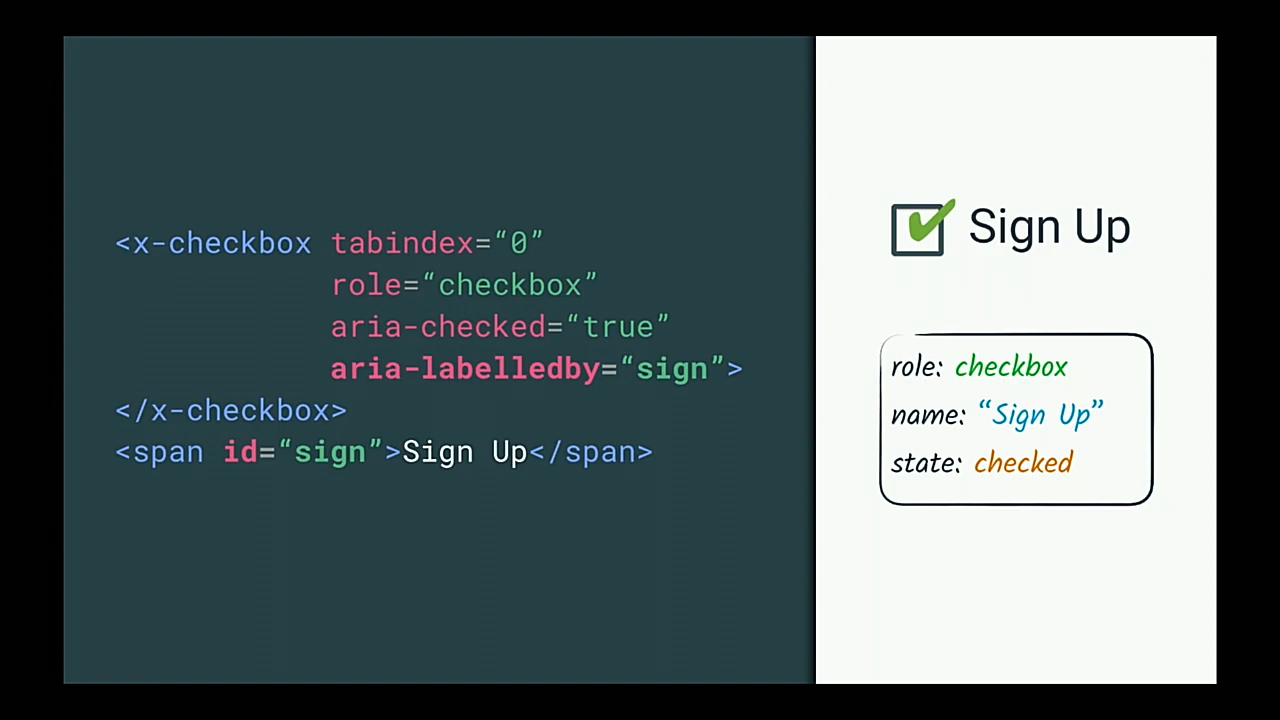 <x-checkbox tabindex=“0”
role=“checkbox”
aria-checked=“true”
aria-labelledby=“sign”>
</x-checkbox>
<span id=“sign”>Sign Up</span>
Sign Up
role: checkbox
name: “Sign Up”
state: checked